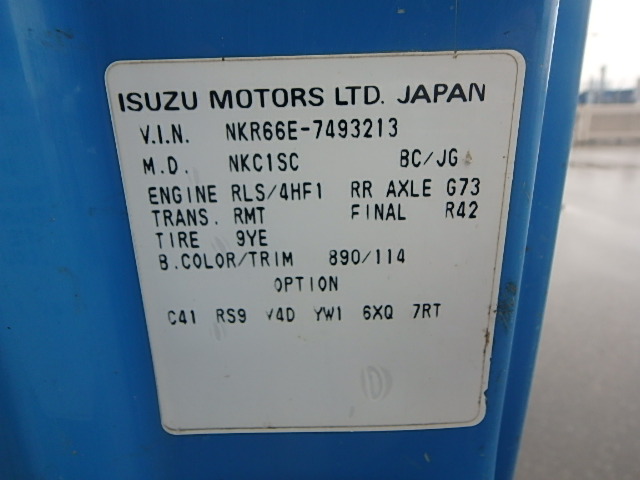 ISUZU MOTORS LTD. JAPAN
V.I.N. NKR66E-7493213
M.D. NKC1SC BC/JG
ENGINE RLS/4HF1 RR AXLE G73
TRANS. RMT FINAL R42
TIRE 9YE
B.COLOR/TRIM 890/114
OPTION
C41 RS9 V4D YW1 6XQ 7RT
(D)